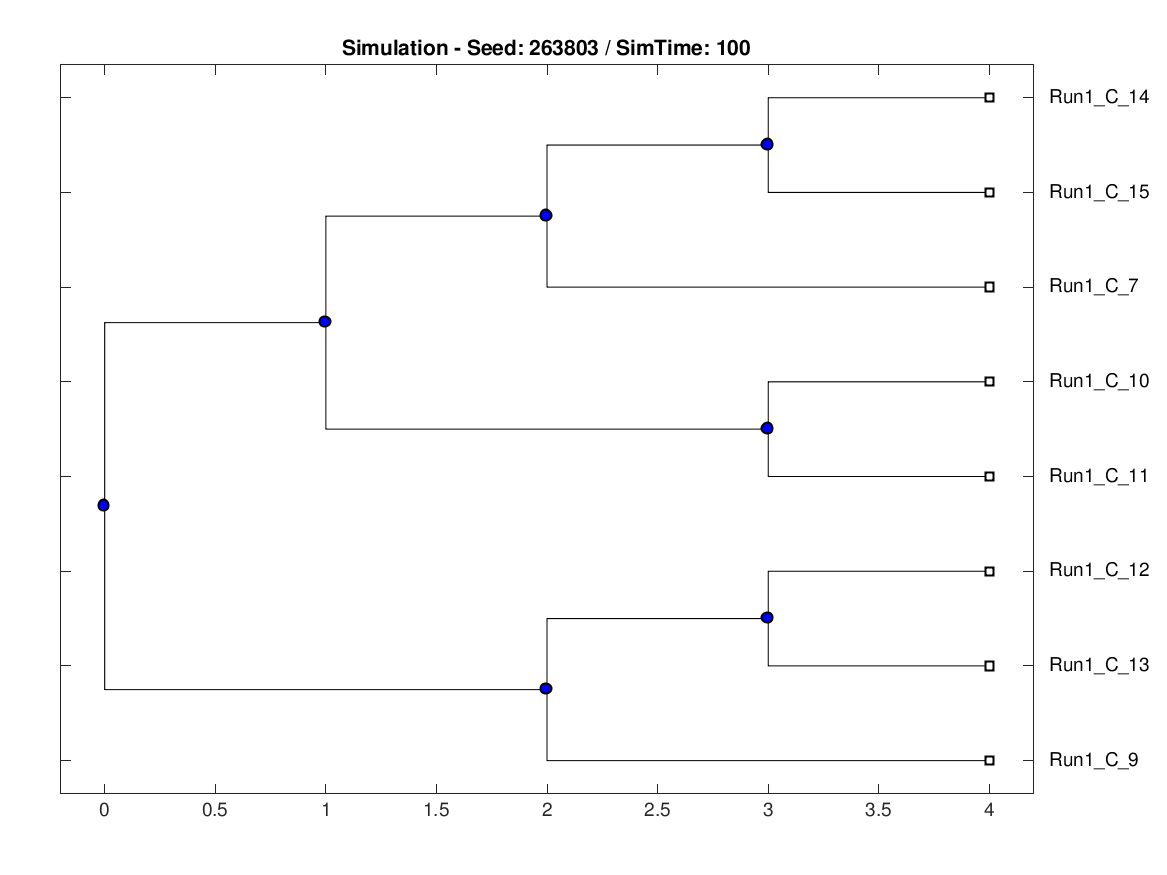 Simulation - Seed: 263803 / SimTime: 100
Run1_C_14
Run1_C_15
Run1_C_7
Run1_C_10
Run1_C_11
Run1_C_12
Run1_C_13
Run1_C_9
0 0.5 1 1.5 2 2.5 3 3.5 4